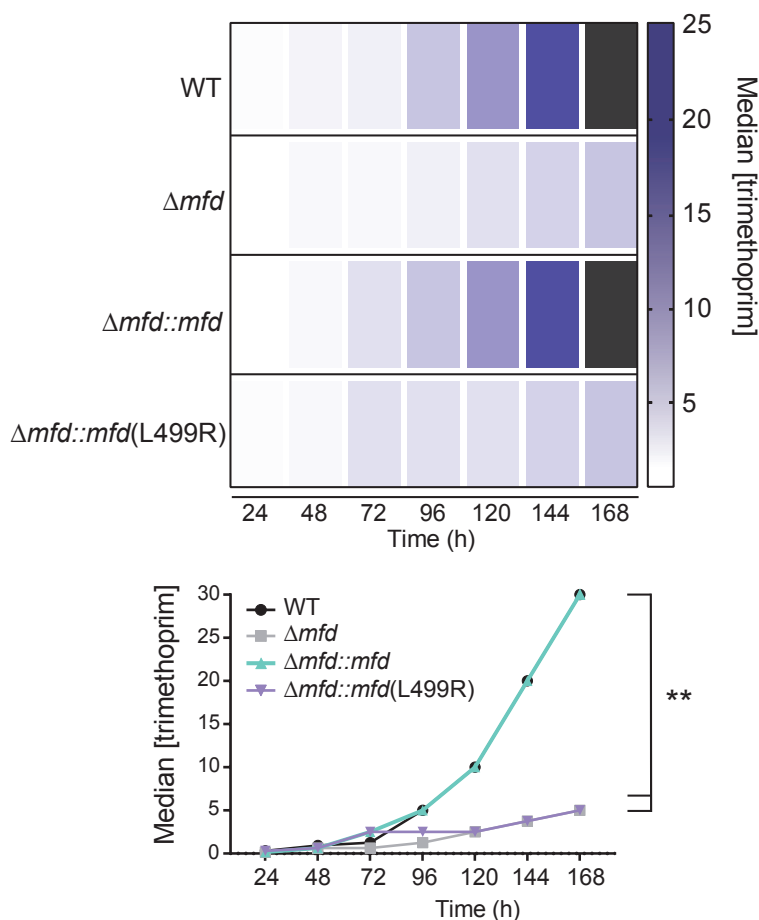 25
WT
20
Δmfd
15
Median [trimethoprim]
Δmfd::mfd
10
Δmfd::mfd(L499R)
5
24 48 72 96 120 144 168
Time (h)
30
WT
25
Δmfd
Δmfd::mfd
20
Δmfd::mfd(L499R)
**
15
Median [trimethoprim]
10
5
0
24 48 72 96 120 144 168
Time (h)